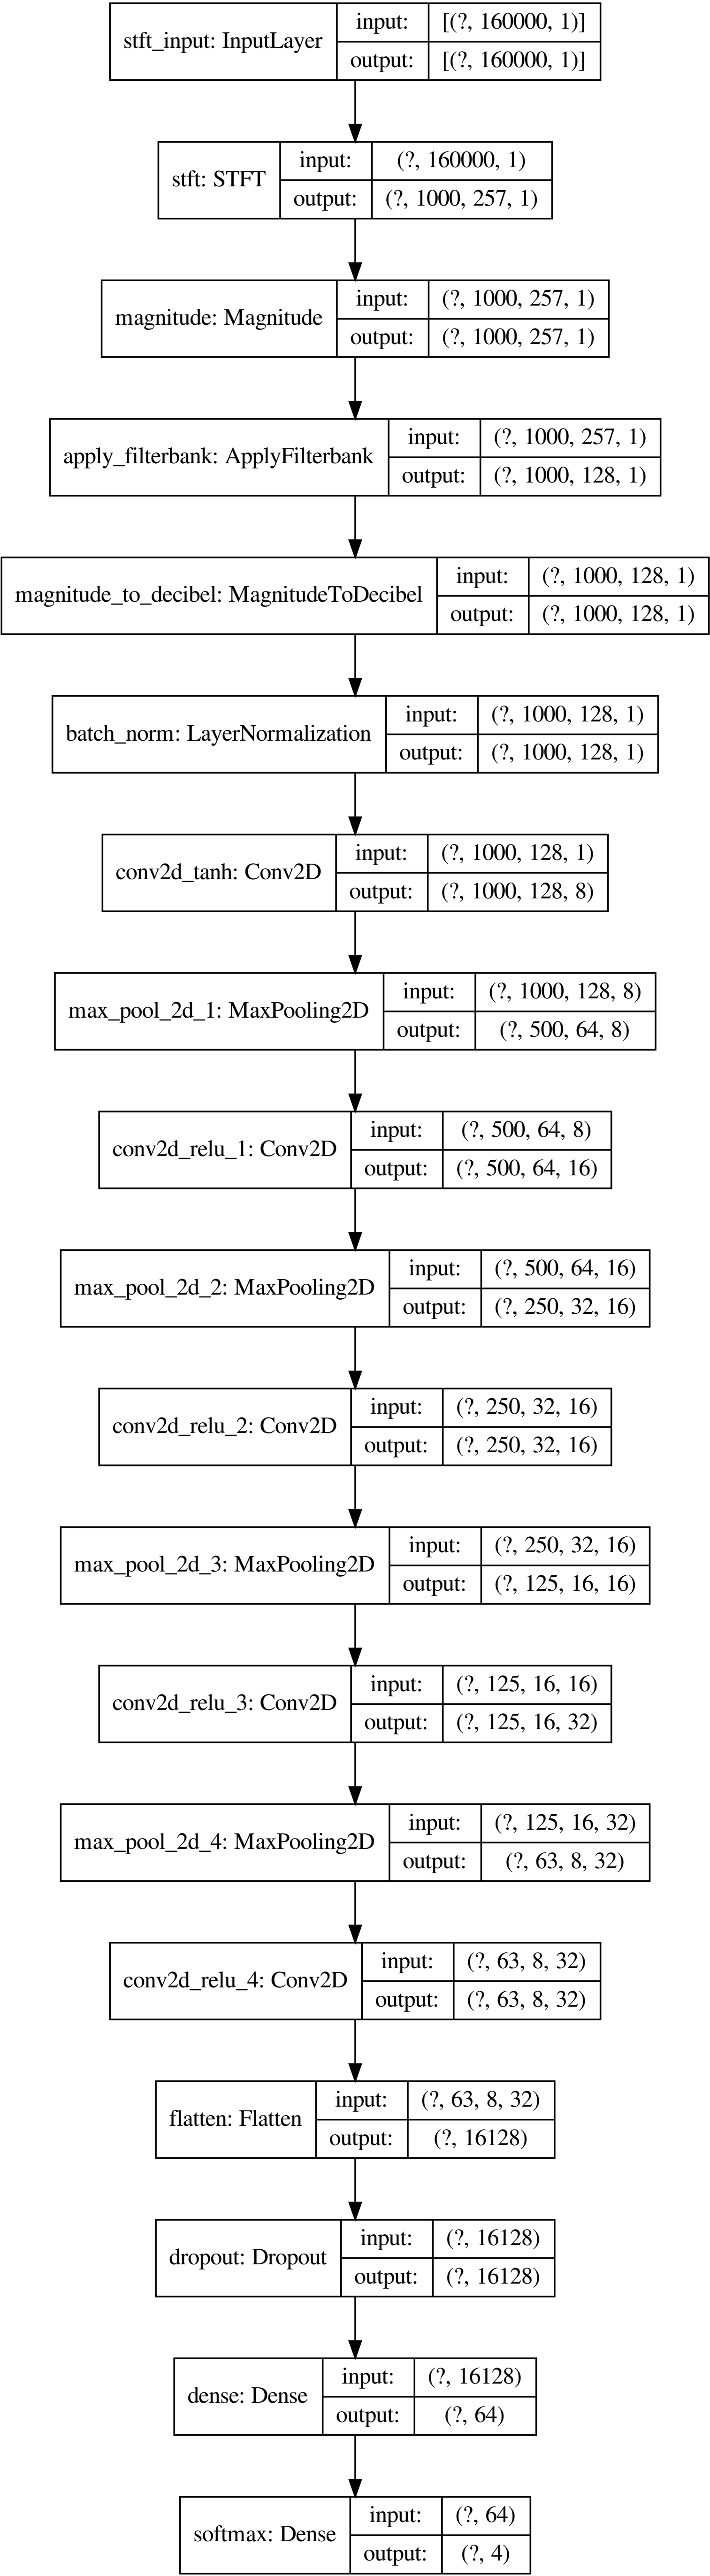 stft_input: InputLayer
input: [(?, 160000, 1)]
output: [(?, 160000, 1)]
stft: STFT
input: (?, 160000, 1)
output: (?, 1000, 257, 1)
magnitude: Magnitude
input: (?, 1000, 257, 1)
output: (?, 1000, 257, 1)
apply_filterbank: ApplyFilterbank
input: (?, 1000, 257, 1)
output: (?, 1000, 128, 1)
magnitude_to_decibel: MagnitudeToDecibel
input: (?, 1000, 128, 1)
output: (?, 1000, 128, 1)
batch_norm: LayerNormalization
input: (?, 1000, 128, 1)
output: (?, 1000, 128, 1)
conv2d_tanh: Conv2D
input: (?, 1000, 128, 1)
output: (?, 1000, 128, 8)
max_pool_2d_1: MaxPooling2D
input: (?, 1000, 128, 8)
output: (?, 500, 64, 8)
conv2d_relu_1: Conv2D
input: (?, 500, 64, 8)
output: (?, 500, 64, 16)
max_pool_2d_2: MaxPooling2D
input: (?, 500, 64, 16)
output: (?, 250, 32, 16)
conv2d_relu_2: Conv2D
input: (?, 250, 32, 16)
output: (?, 250, 32, 16)
max_pool_2d_3: MaxPooling2D
input: (?, 250, 32, 16)
output: (?, 125, 16, 16)
conv2d_relu_3: Conv2D
input: (?, 125, 16, 16)
output: (?, 125, 16, 32)
max_pool_2d_4: MaxPooling2D
input: (?, 125, 16, 32)
output: (?, 63, 8, 32)
conv2d_relu_4: Conv2D
input: (?, 63, 8, 32)
output: (?, 63, 8, 32)
flatten: Flatten
input: (?, 63, 8, 32)
output: (?, 16128)
dropout: Dropout
input: (?, 16128)
output: (?, 16128)
dense: Dense
input: (?, 16128)
output: (?, 64)
softmax: Dense
input: (?, 64)
output: (?, 4)